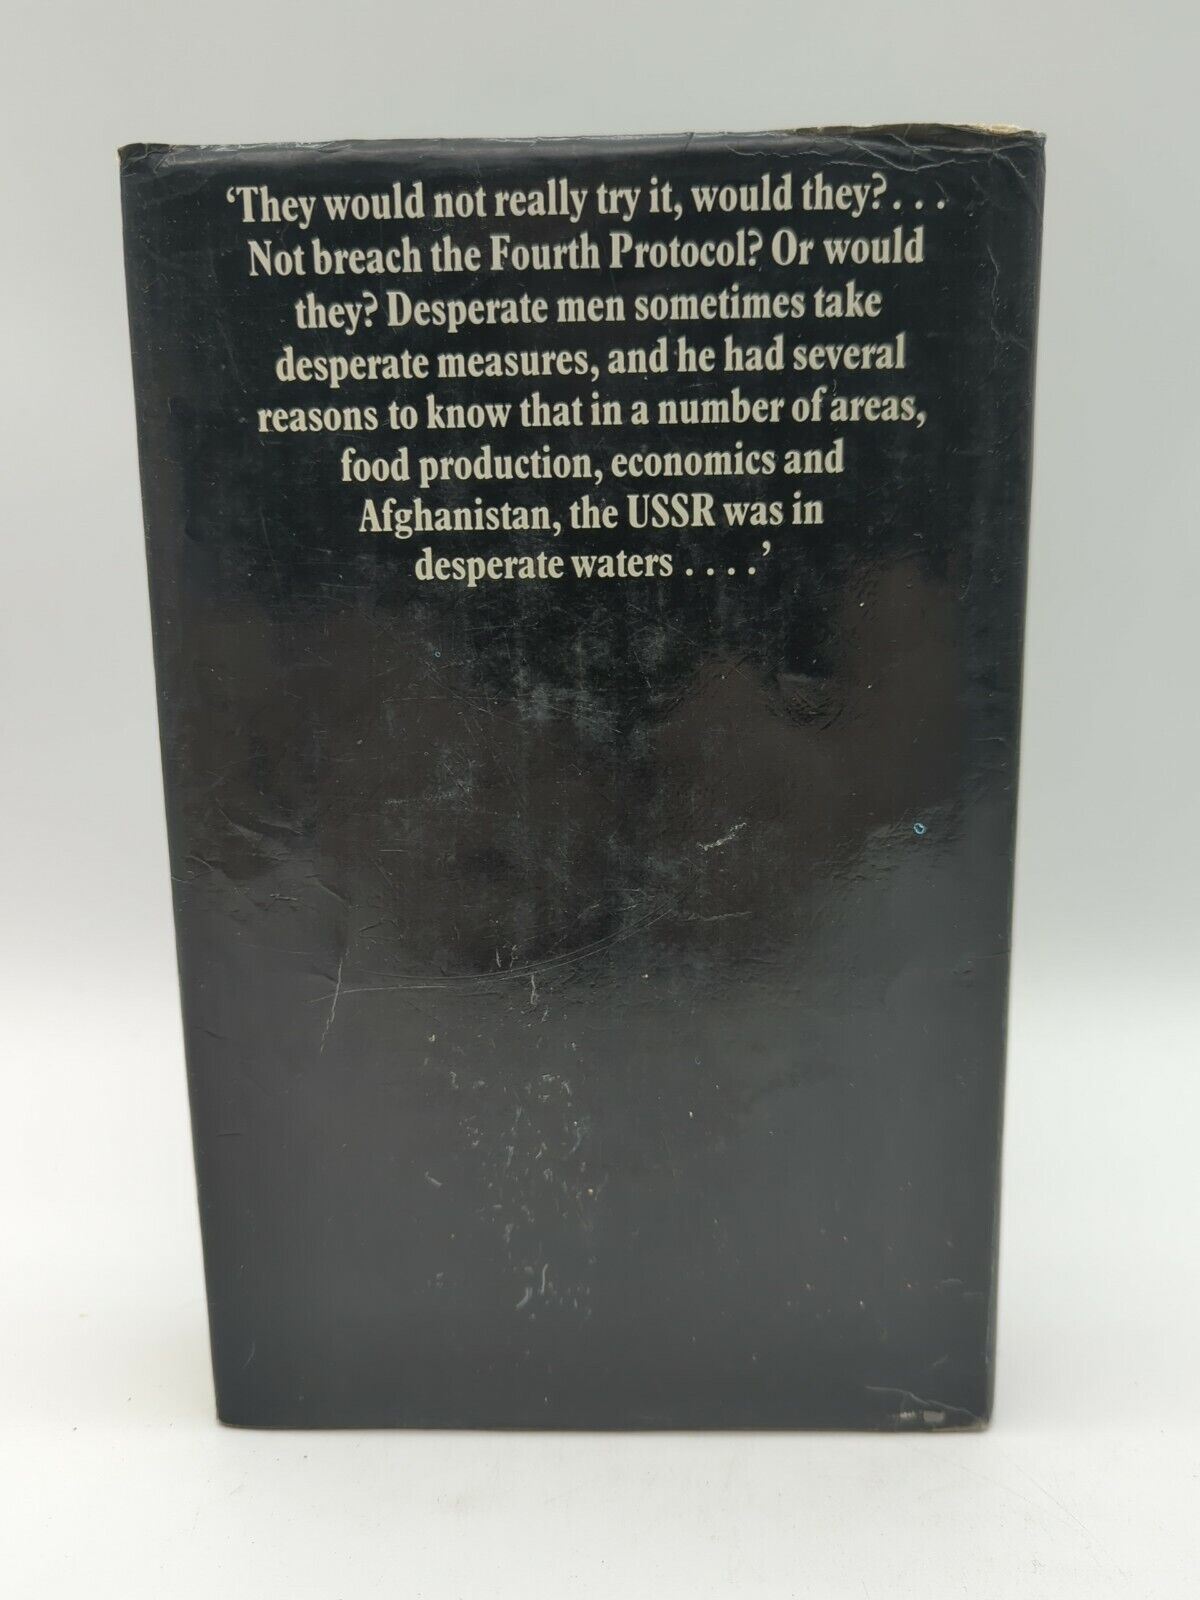 ‘They would not really try it, would they?. . .
Not breach the Fourth Protocol? Or would
they? Desperate men sometimes take
desperate measures, and he had several
reasons to know that in a number of areas,
food production, economics and
Afghanistan, the USSR was in
desperate waters . . . .’